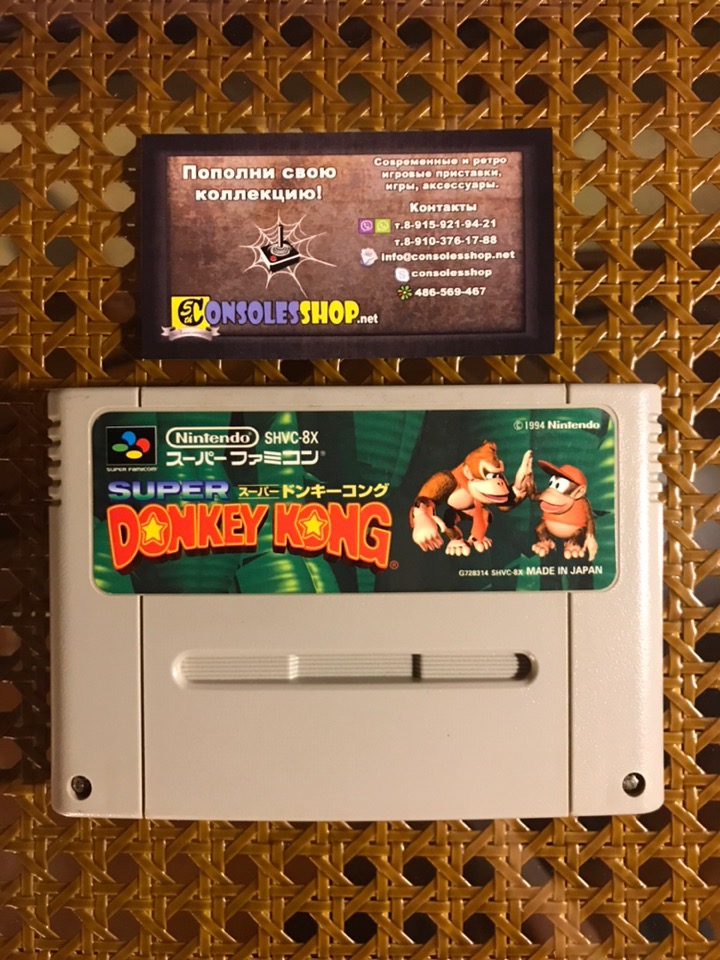 Пополни свою
коллекцию!
Современные и ретро
игровые приставки,
игры, аксессуары.
Контакты
т.8-915-921-94-21
т.8-910-376-17-88
info@consolesshop.net
consolesshop
486-569-467
CONSOLESSHOP.net
SUPER FAMICOM
Nintendo SHVC-8X
スーパーファミコン
©1994 Nintendo
SUPER スーパードンキーコング
DONKEY KONG®
G728314 SHVC-8X MADE IN JAPAN